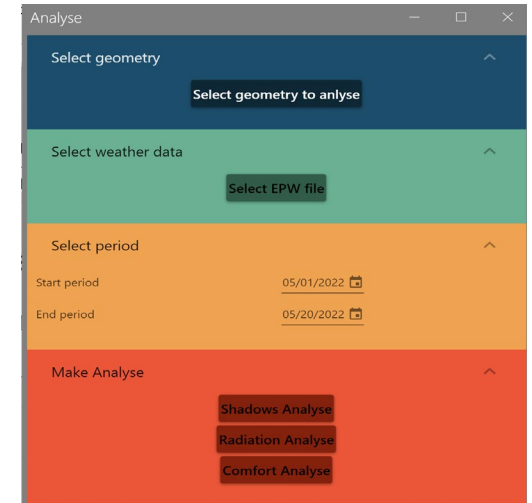 Analyse
Select geometry
Select geometry to anlyse
Select weather data
Select EPW file
Select period
Start period 05/01/2022
End period 05/20/2022
Make Analyse
Shadows Analyse
Radiation Analyse
Comfort Analyse